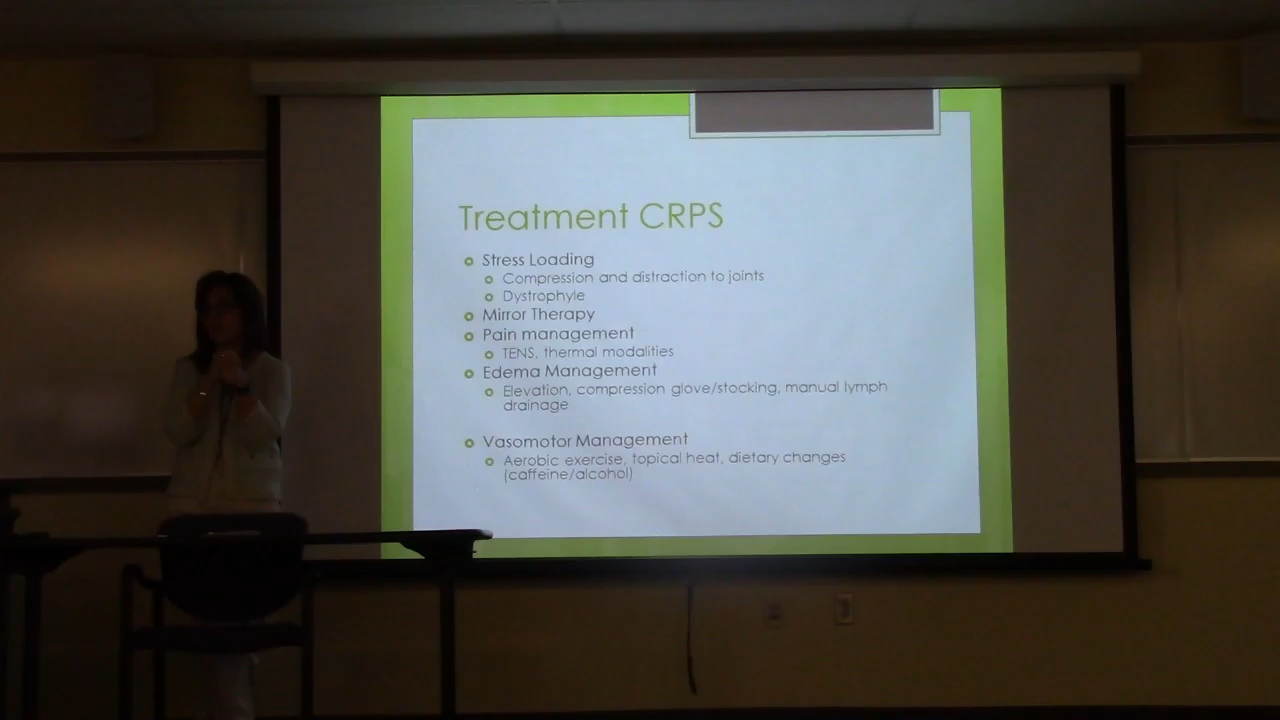 Treatment CRPS
Stress Loading
Compression and distraction to joints
Dystrophyle
Mirror Therapy
Pain management
TENS, thermal modalities
Edema Management
Elevation, compression glove/stocking, manual lymph
drainage
Vasomotor Management
Aerobic exercise, topical heat, dietary changes
(caffeine/alcohol)